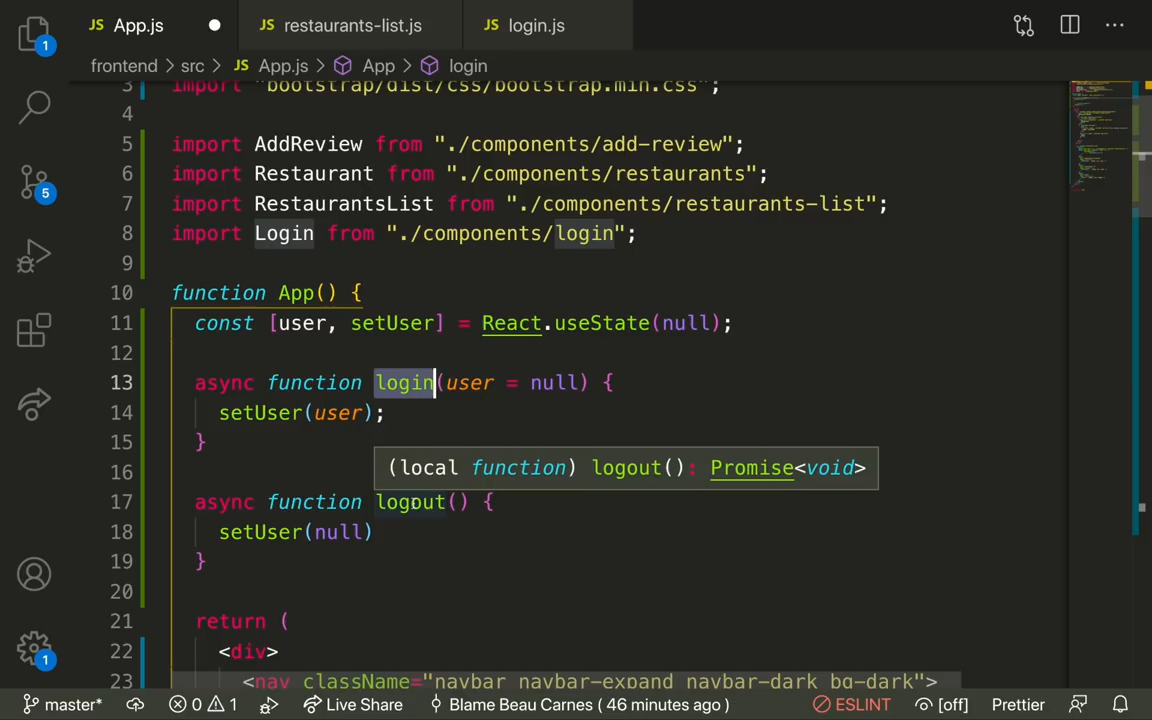 JS App.js
JS restaurants-list.js
JS login.js
frontend > src > JS App.js > App > login
3 import "bootstrap/dist/css/bootstrap.min.css";
4
5 import AddReview from "./components/add-review";
6 import Restaurant from "./components/restaurants";
7 import RestaurantsList from "./components/restaurants-list";
8 import Login from "./components/login";
9
10 function App() {
11 const [user, setUser] = React.useState(null);
12
13 async function login(user = null) {
14 setUser(user);
15 }
16
(local function) logout(): Promise<void>
17 async function logout() {
18 setUser(null)
19 }
20
21 return (
22 <div>
23 <nav className="navbar navbar-expand navbar-dark bg-dark">
1
5
1
master* 0 1 Live Share Blame Beau Carnes ( 46 minutes ago ) ESLINT [off] Prettier